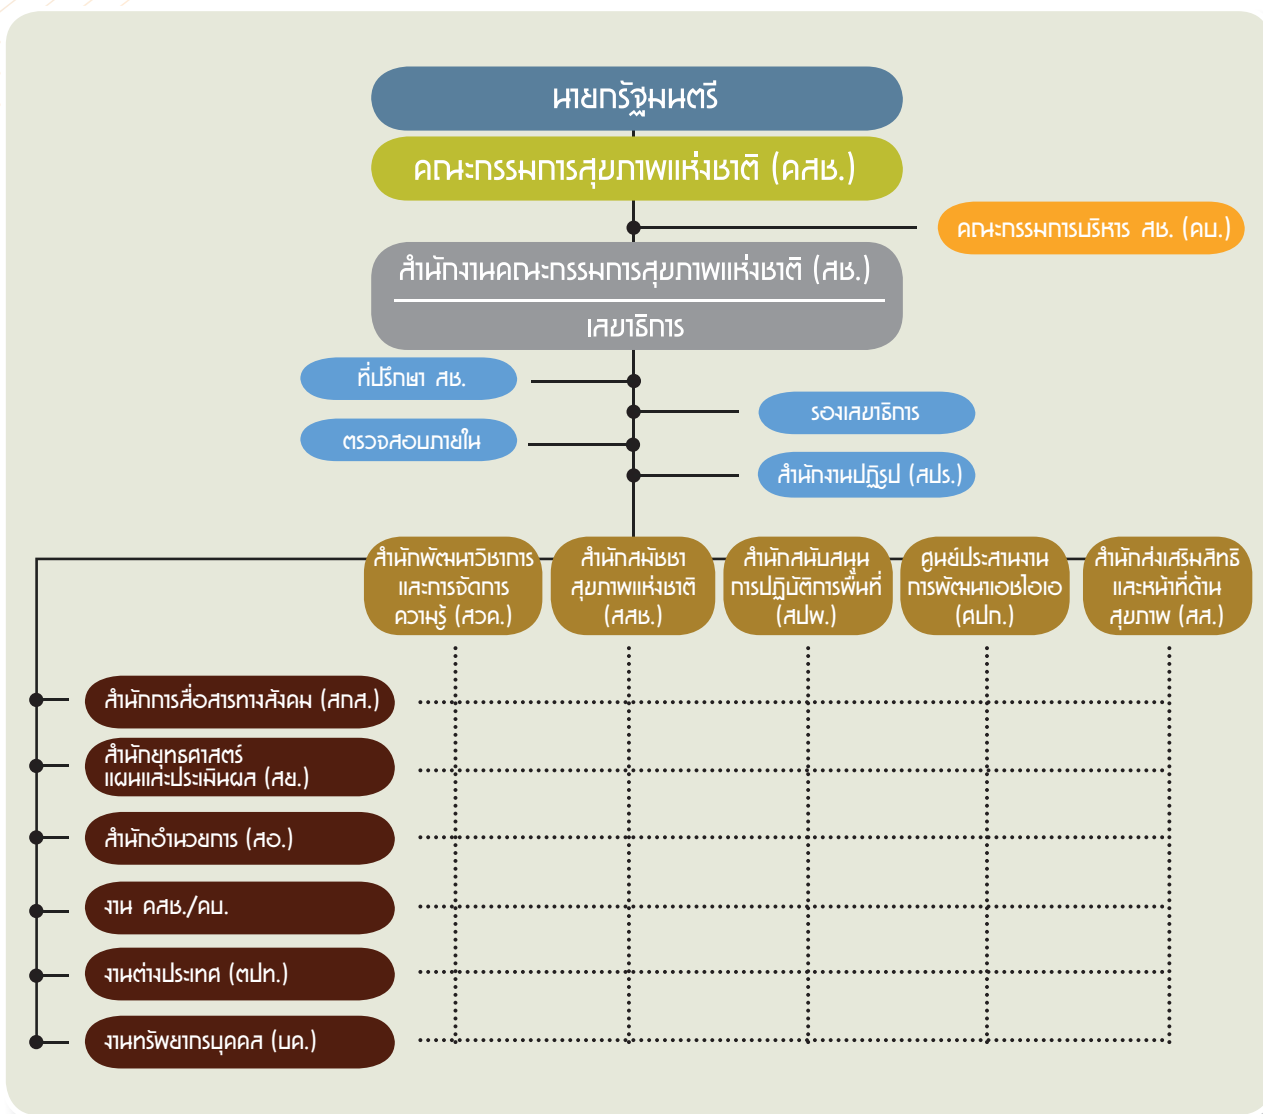 นายกรัฐมนตรี
คณะกรรมการสุขภาพแห่งชาติ (คสช.)
คณะกรรมการบริหาร สช. (คบ.)
สำนักงานคณะกรรมการสุขภาพแห่งชาติ (สช.)
เลขาธิการ
ที่ปรึกษา สช.
รองเลขาธิการ
ตรวจสอบภายใน
สำนักงานปฏิรูป (สปร.)
สำนักพัฒนาวิชาการ
และการจัดการ
ความรู้ (สวค.)
สำนักสมัชชา
สุขภาพแห่งชาติ
(สสช.)
สำนักสนับสนุน
การปฏิบัติการพื้นที่
(สปพ.)
ศูนย์ประสานงาน
การพัฒนาเอชไอเอ
(ศปก.)
สำนักส่งเสริมสิทธิ
และหน้าที่ด้าน
สุขภาพ (สส.)
สำนักการสื่อสารทางสังคม (สกส.)
สำนักยุทธศาสตร์
แผนและประเมินผล (สย.)
สำนักอำนวยการ (สอ.)
งาน คสช./คบ.
งานต่างประเทศ (ตปท.)
งานทรัพยากรบุคคล (บค.)